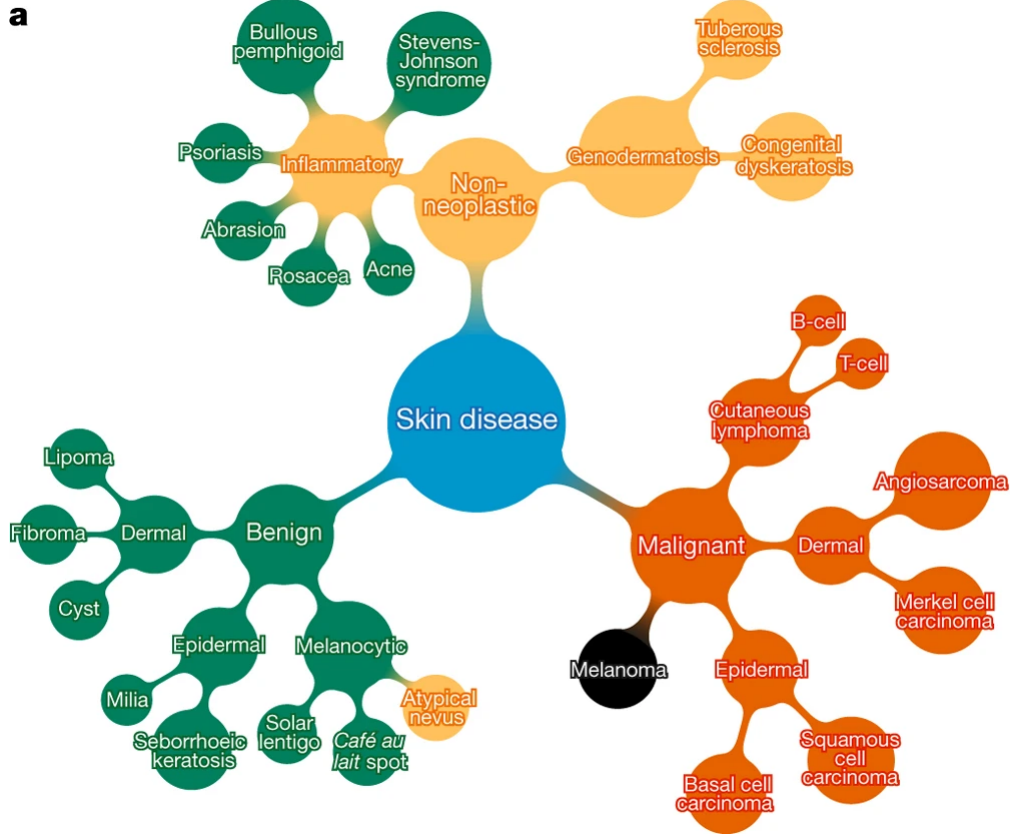 a
Bullous
pemphigoid
Stevens-
Johnson
syndrome
Tuberous
sclerosis
Psoriasis
Inflammatory
Non-
neoplastic
Genodermatosis
Congenital
dyskeratosis
Abrasion
Rosacea
Acne
Skin disease
B-cell
T-cell
Cutaneous
lymphoma
Lipoma
Fibroma
Dermal
Benign
Cyst
Malignant
Dermal
Angiosarcoma
Merkel cell
carcinoma
Epidermal
Melanocytic
Milia
Seborrhoeic
keratosis
Solar
lentigo
Café au
lait spot
Atypical
nevus
Melanoma
Epidermal
Basal cell
carcinoma
Squamous
cell
carcinoma